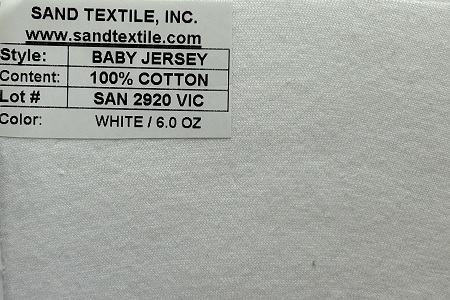 SAND TEXTILE, INC.
www.sandtextile.com
Style: BABY JERSEY
Content: 100% COTTON
Lot # SAN 2920 VIC
Color: WHITE / 6.0 OZ